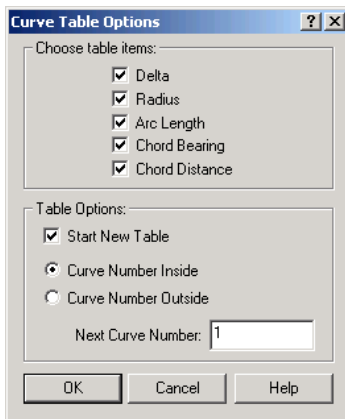 Curve Table Options
Choose table items:
Delta
Radius
Arc Length
Chord Bearing
Chord Distance
Table Options:
Start New Table
Curve Number Inside
Curve Number Outside
Next Curve Number: 1
OK Cancel Help